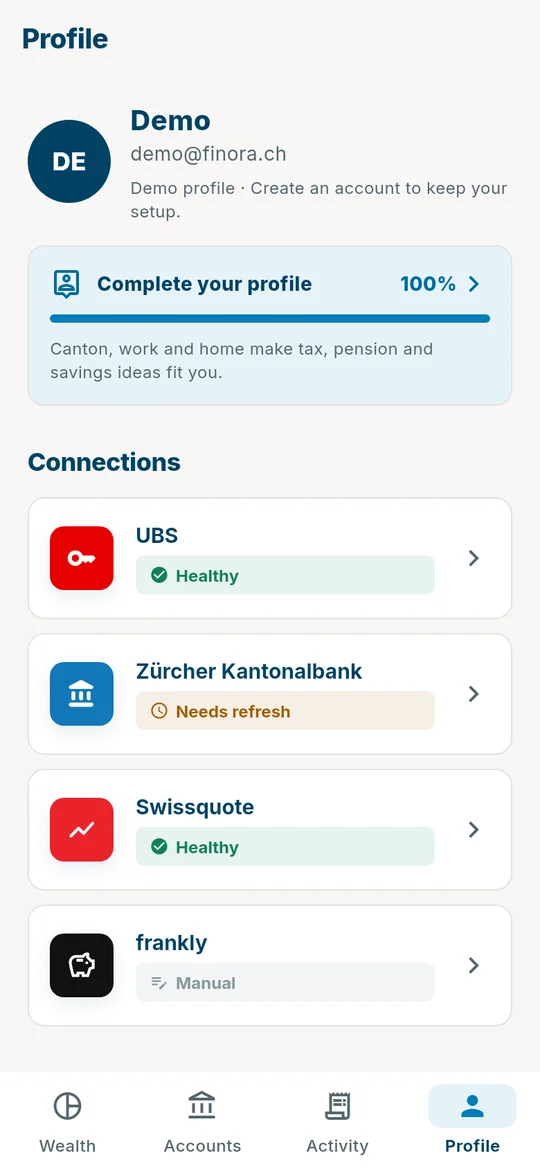 Profile
DE
Demo
demo@finora.ch
Demo profile · Create an account to keep your
setup.
Complete your profile
100%
Canton, work and home make tax, pension and
savings ideas fit you.
Connections
UBS
Healthy
Zürcher Kantonalbank
Needs refresh
Swissquote
Healthy
frankly
Manual
Wealth
Accounts
Activity
Profile